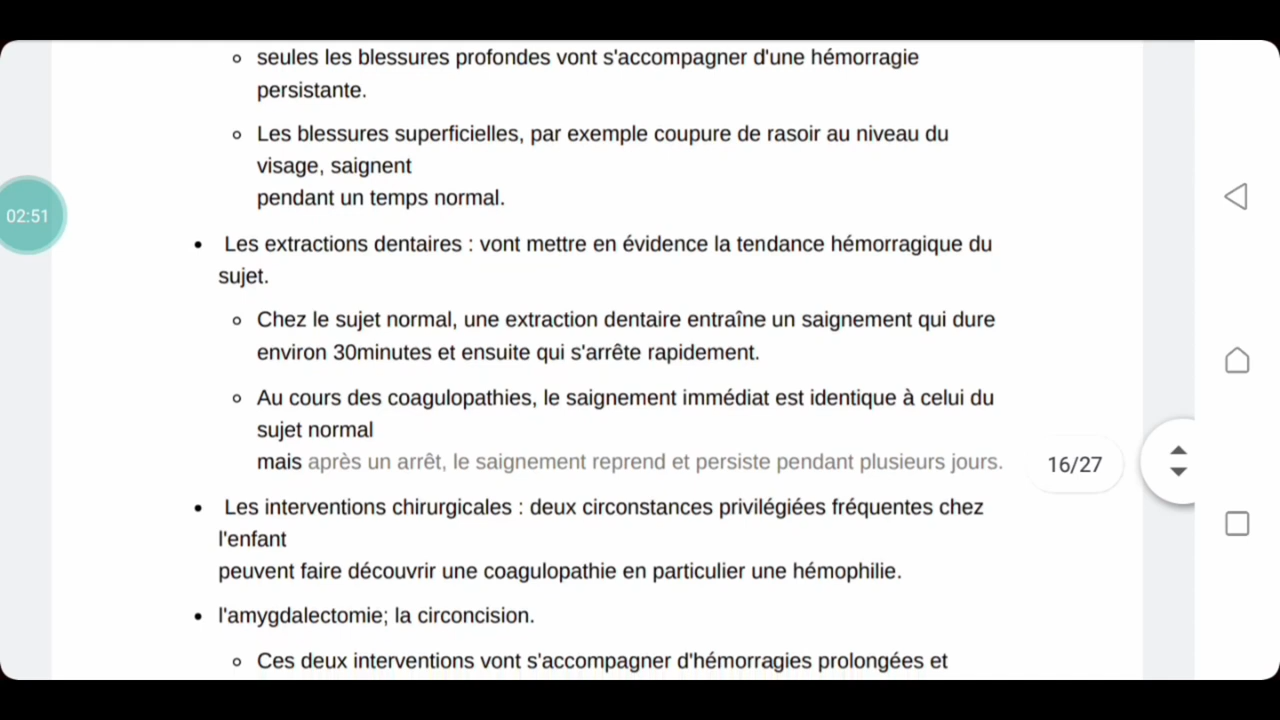 seules les blessures profondes vont s'accompagner d'une hémorragie
persistante.
Les blessures superficielles, par exemple coupure de rasoir au niveau du
visage, saignent
pendant un temps normal.
02:51
Les extractions dentaires : vont mettre en évidence la tendance hémorragique du
sujet.
Chez le sujet normal, une extraction dentaire entraîne un saignement qui dure
environ 30minutes et ensuite qui s'arrête rapidement.
Au cours des coagulopathies, le saignement immédiat est identique à celui du
sujet normal
mais après un arrêt, le saignement reprend et persiste pendant plusieurs jours.
16/27
Les interventions chirurgicales : deux circonstances privilégiées fréquentes chez
l'enfant
peuvent faire découvrir une coagulopathie en particulier une hémophilie.
l'amygdalectomie; la circoncision.
Ces deux interventions vont s'accompagner d'hémorragies prolongées et